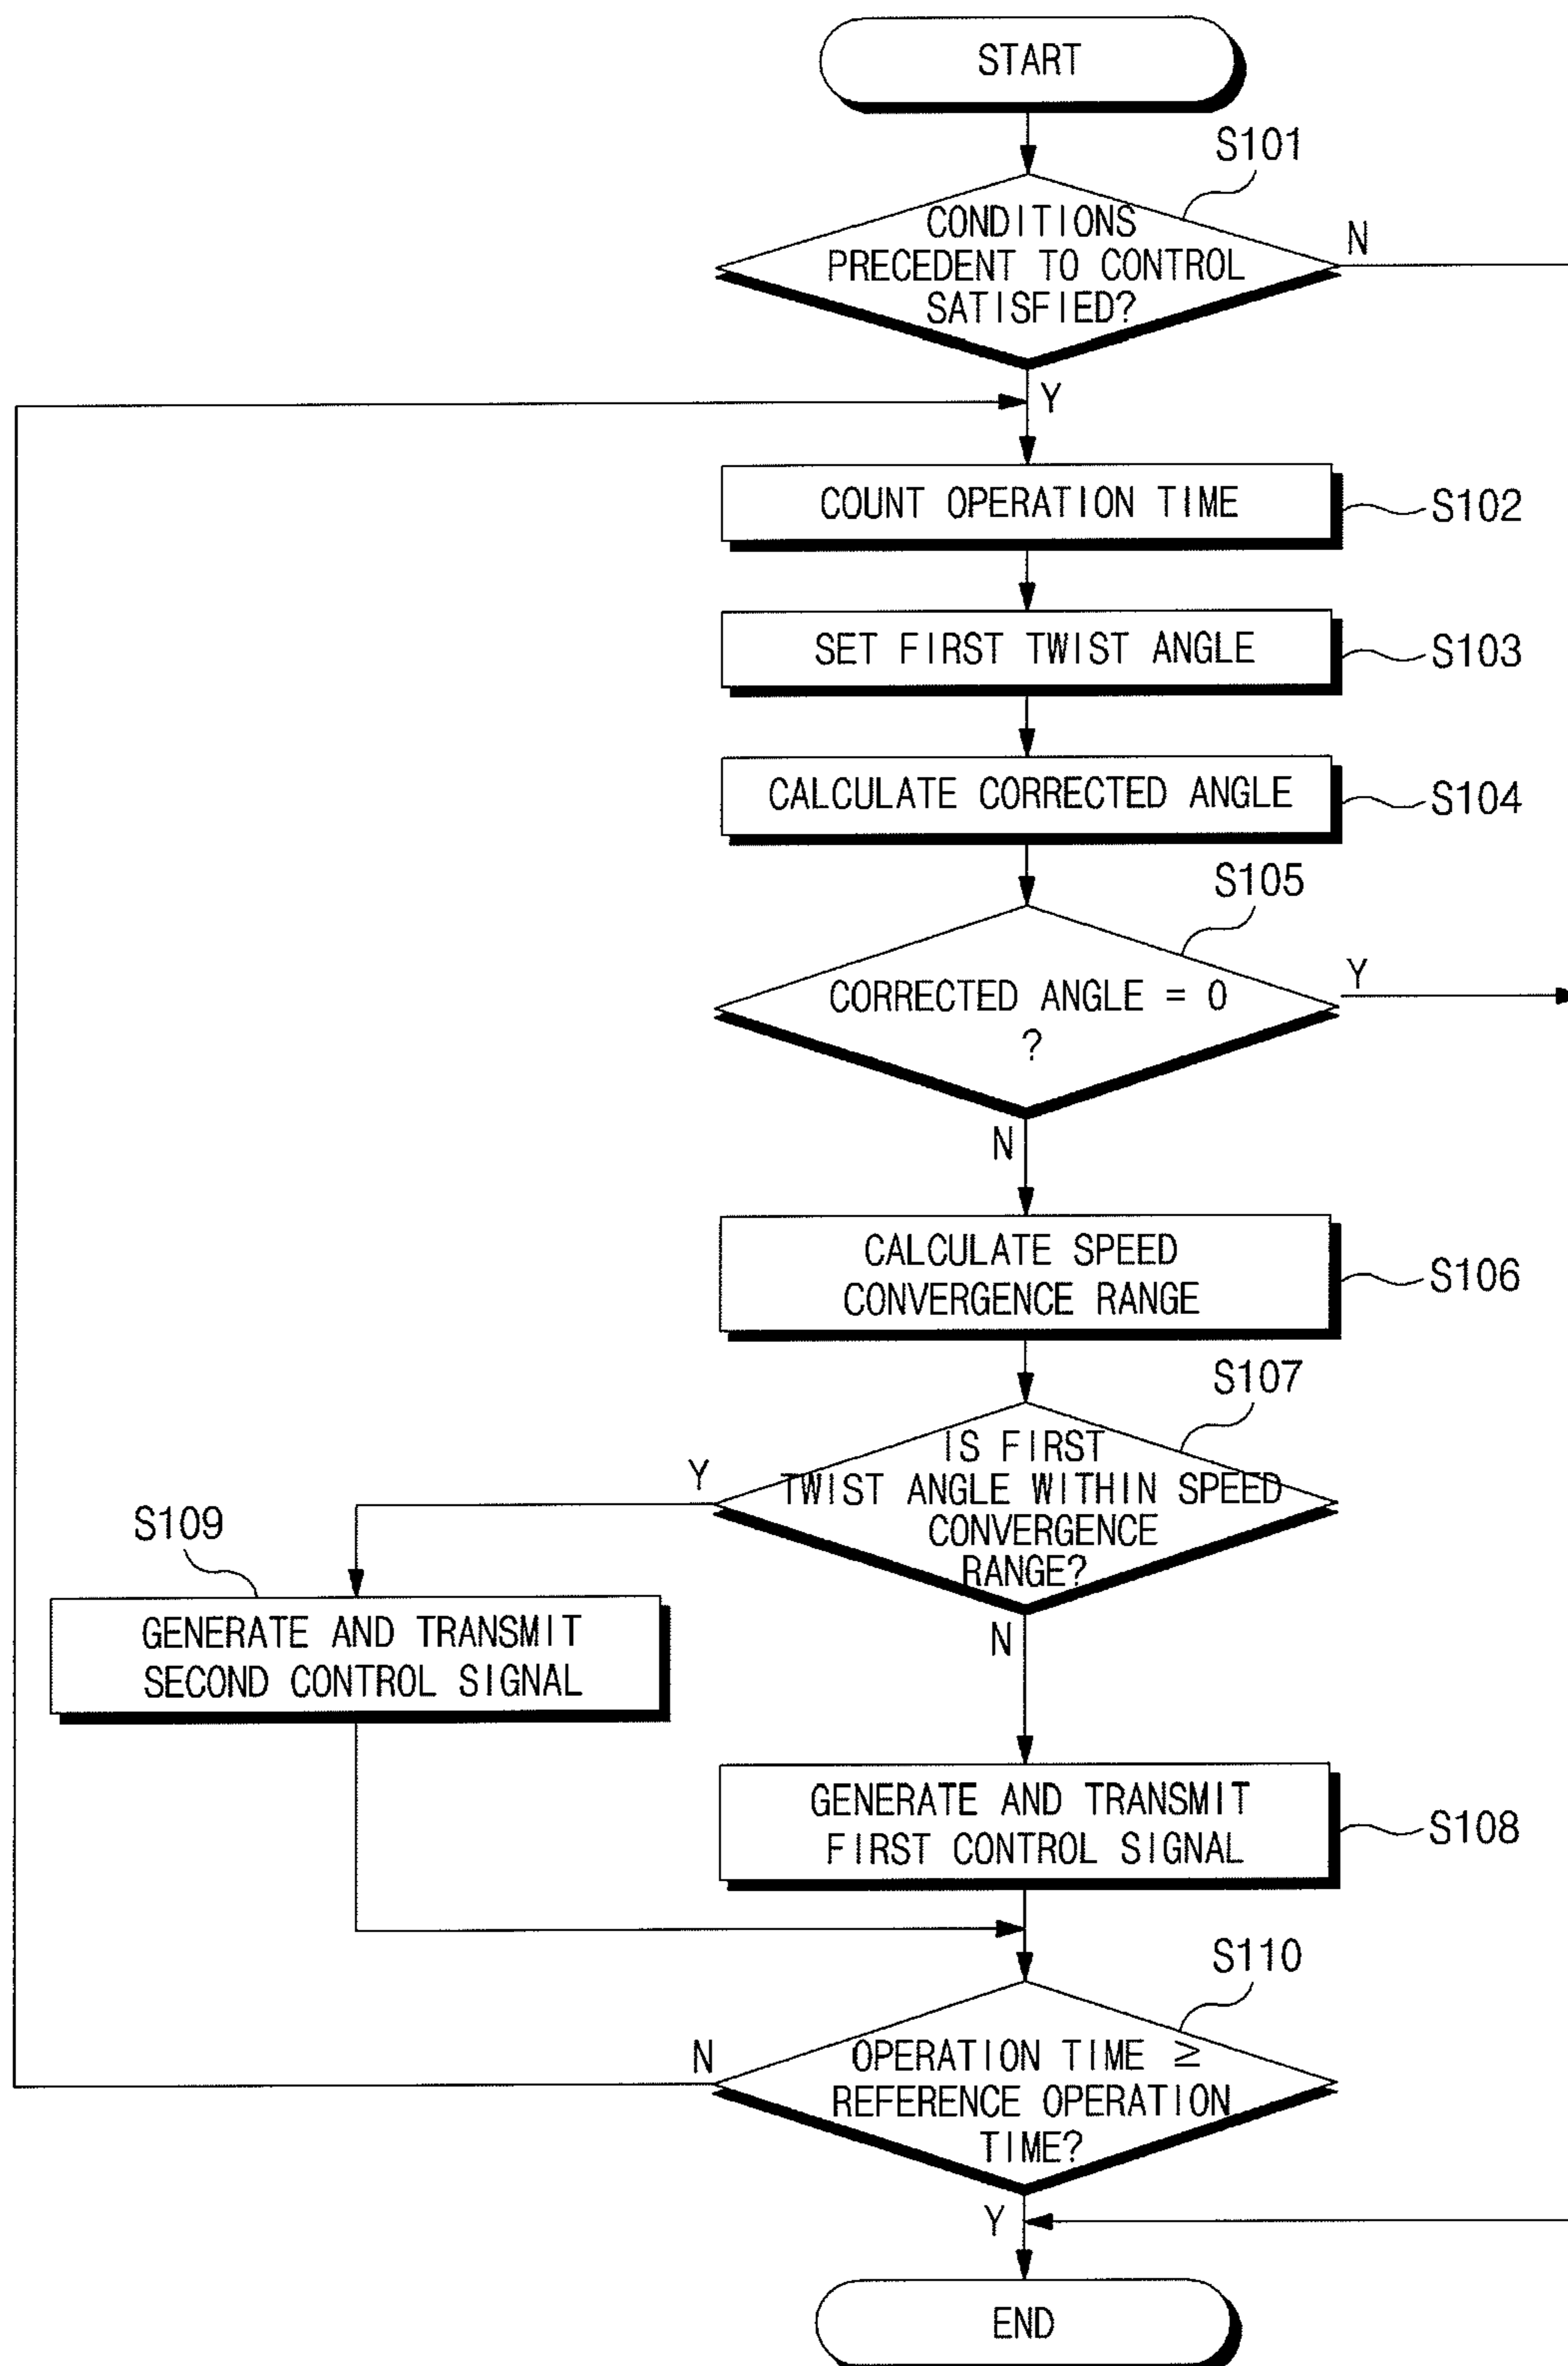 START
S101
CONDITIONS
PRECEDENT TO CONTROL
SATISFIED?
N
Y
COUNT OPERATION TIME
S102
SET FIRST TWIST ANGLE
S103
CALCULATE CORRECTED ANGLE
S104
S105
CORRECTED ANGLE = 0
?
Y
N
CALCULATE SPEED
CONVERGENCE RANGE
S106
S107
IS FIRST
TWIST ANGLE WITHIN SPEED
CONVERGENCE
RANGE?
Y
N
S109
GENERATE AND TRANSMIT
SECOND CONTROL SIGNAL
GENERATE AND TRANSMIT
FIRST CONTROL SIGNAL
S108
S110
OPERATION TIME ≥
REFERENCE OPERATION
TIME?
N
Y
END